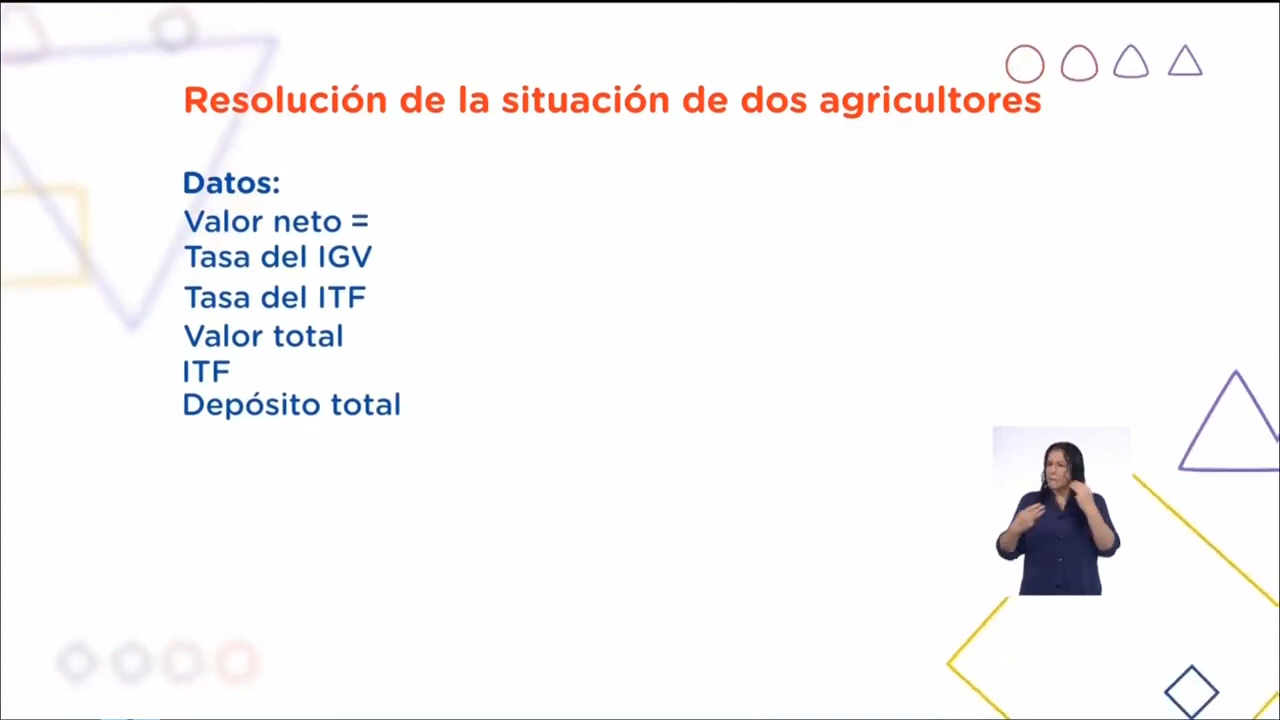 Resolución de la situación de dos agricultores
Datos:
Valor neto =
Tasa del IGV
Tasa del ITF
Valor total
ITF
Depósito total